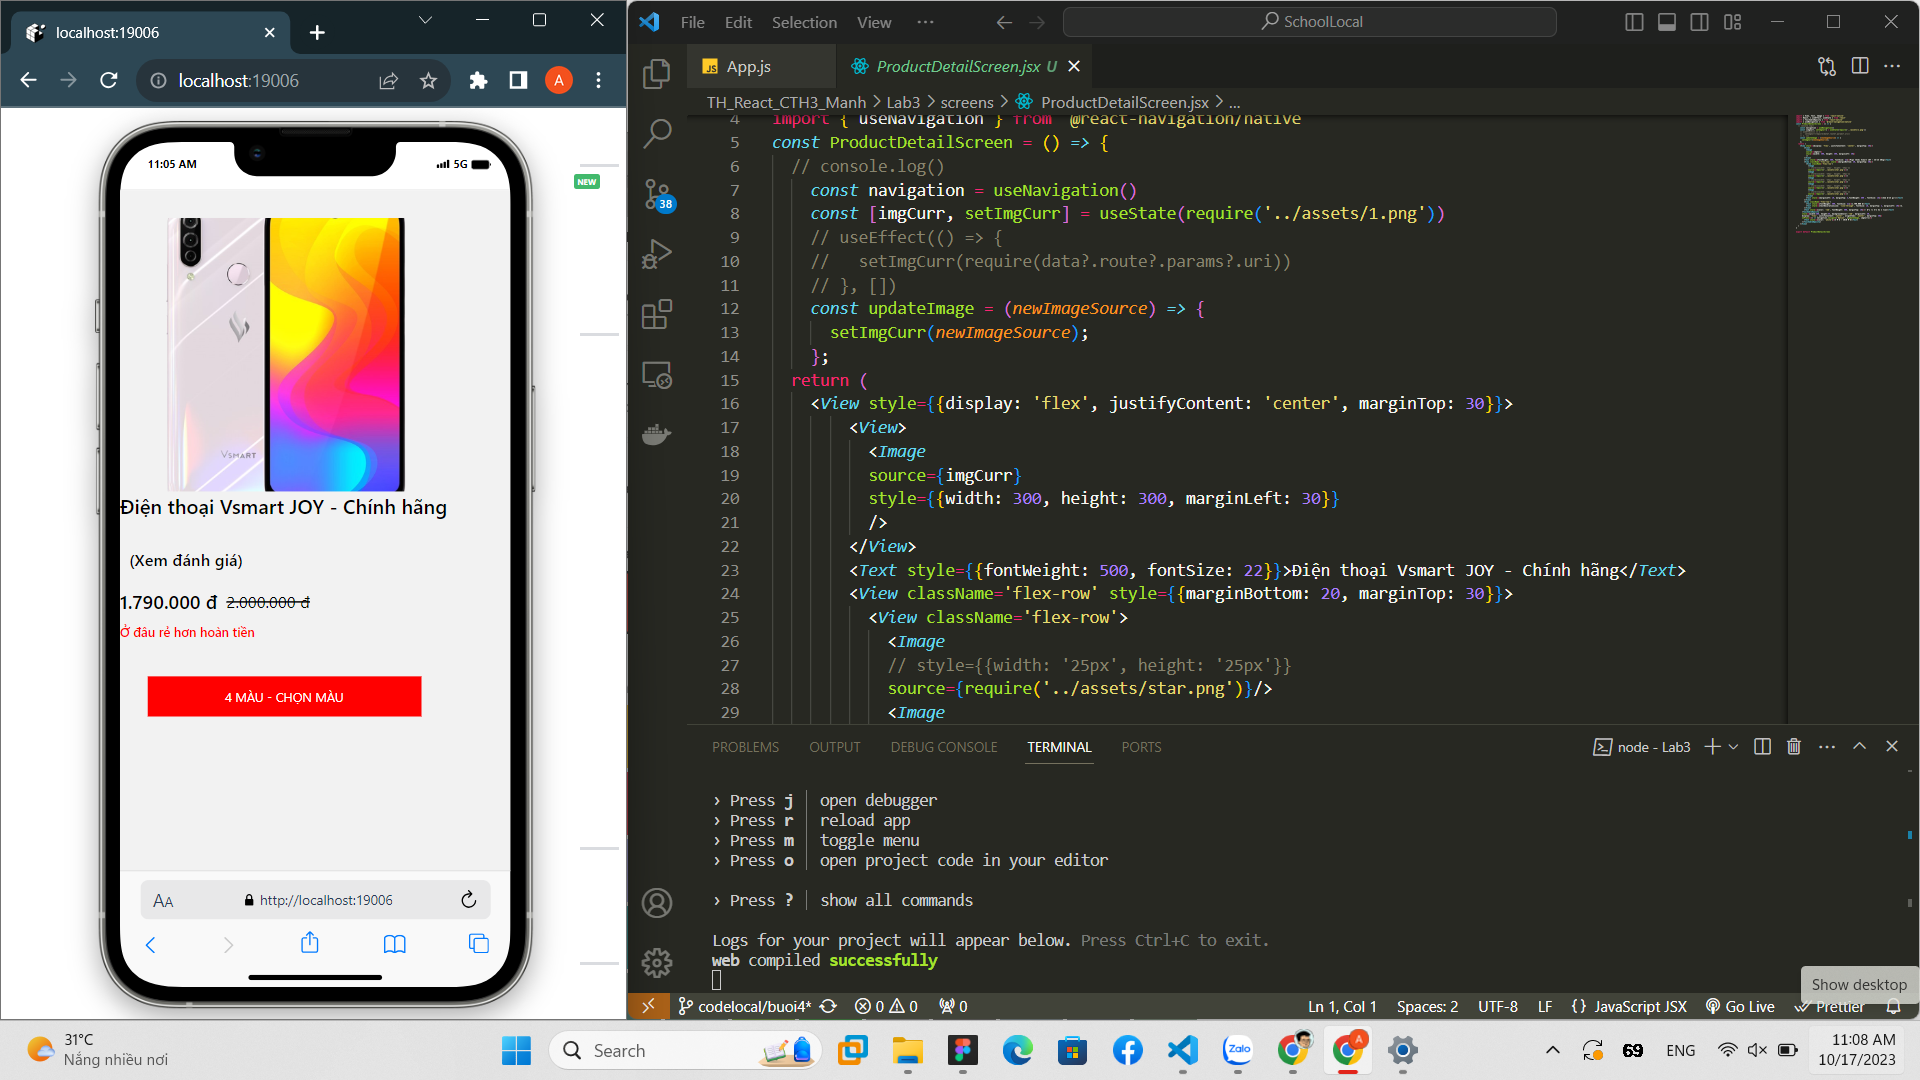 localhost:19006
localhost:19006
A
11:05 AM
5G
NEW
VSMART
Điện thoại Vsmart JOY - Chính hãng
(Xem đánh giá)
1.790.000 đ 2.000.000 đ
Ở đâu rẻ hơn hoàn tiền
4 MÀU - CHỌN MÀU
AA http://localhost:19006
File Edit Selection View ... SchoolLocal
App.js ProductDetailScreen.jsx U
TH_React_CTH3_Manh > Lab3 > screens > ProductDetailScreen.jsx > ...
4 import { useNavigation } from '@react-navigation/native
5 const ProductDetailScreen = () => {
6 // console.log()
7 const navigation = useNavigation()
8 const [imgCurr, setImgCurr] = useState(require('../assets/1.png'))
9 // useEffect(() => {
10 //   setImgCurr(require(data?.route?.params?.uri))
11 // }, [])
12 const updateImage = (newImageSource) => {
13 setImgCurr(newImageSource);
14 };
15 return (
16 <View style={{display: 'flex', justifyContent: 'center', marginTop: 30}}>
17 <View>
18 <Image
19 source={imgCurr}
20 style={{width: 300, height: 300, marginLeft: 30}}
21 />
22 </View>
23 <Text style={{fontWeight: 500, fontSize: 22}}>Điện thoại Vsmart JOY - Chính hãng</Text>
24 <View className='flex-row' style={{marginBottom: 20, marginTop: 30}}>
25 <View className='flex-row'>
26 <Image
27 // style={{width: '25px', height: '25px'}}
28 source={require('../assets/star.png')}/>
29 <Image
38
PROBLEMS OUTPUT DEBUG CONSOLE TERMINAL PORTS node - Lab3
› Press j │ open debugger
› Press r │ reload app
› Press m │ toggle menu
› Press o │ open project code in your editor
› Press ? │ show all commands
Logs for your project will appear below. Press Ctrl+C to exit.
web compiled successfully
Show desktop
codelocal/buoi4* 0 0 0 Ln 1, Col 1 Spaces: 2 UTF-8 LF {} JavaScript JSX Go Live Prettier
31°C
Nắng nhiều nơi
Search
Zalo
A
69
ENG
11:08 AM
10/17/2023